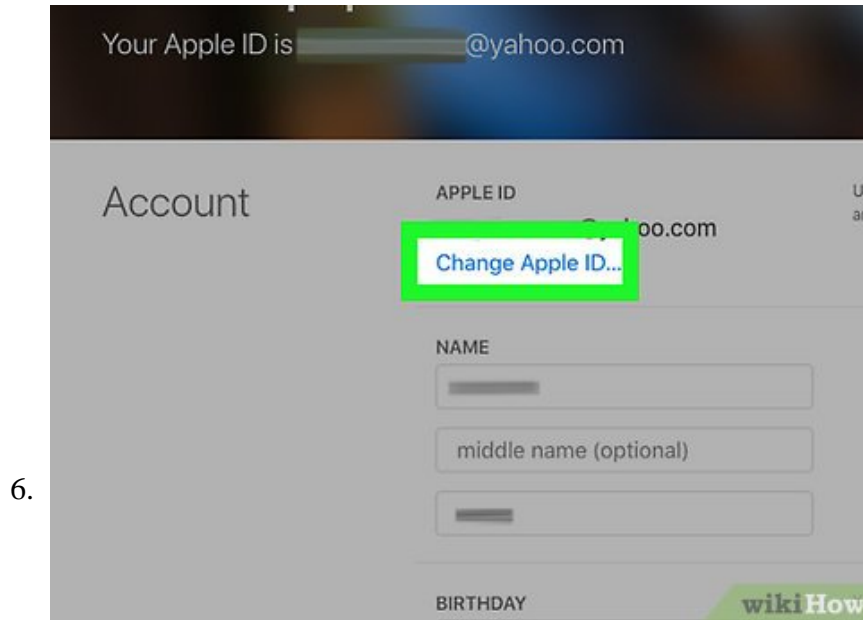 Your Apple ID is @yahoo.com
Account
APPLE ID
oo.com
Change Apple ID...
NAME
middle name (optional)
6.
BIRTHDAY
wikiHow